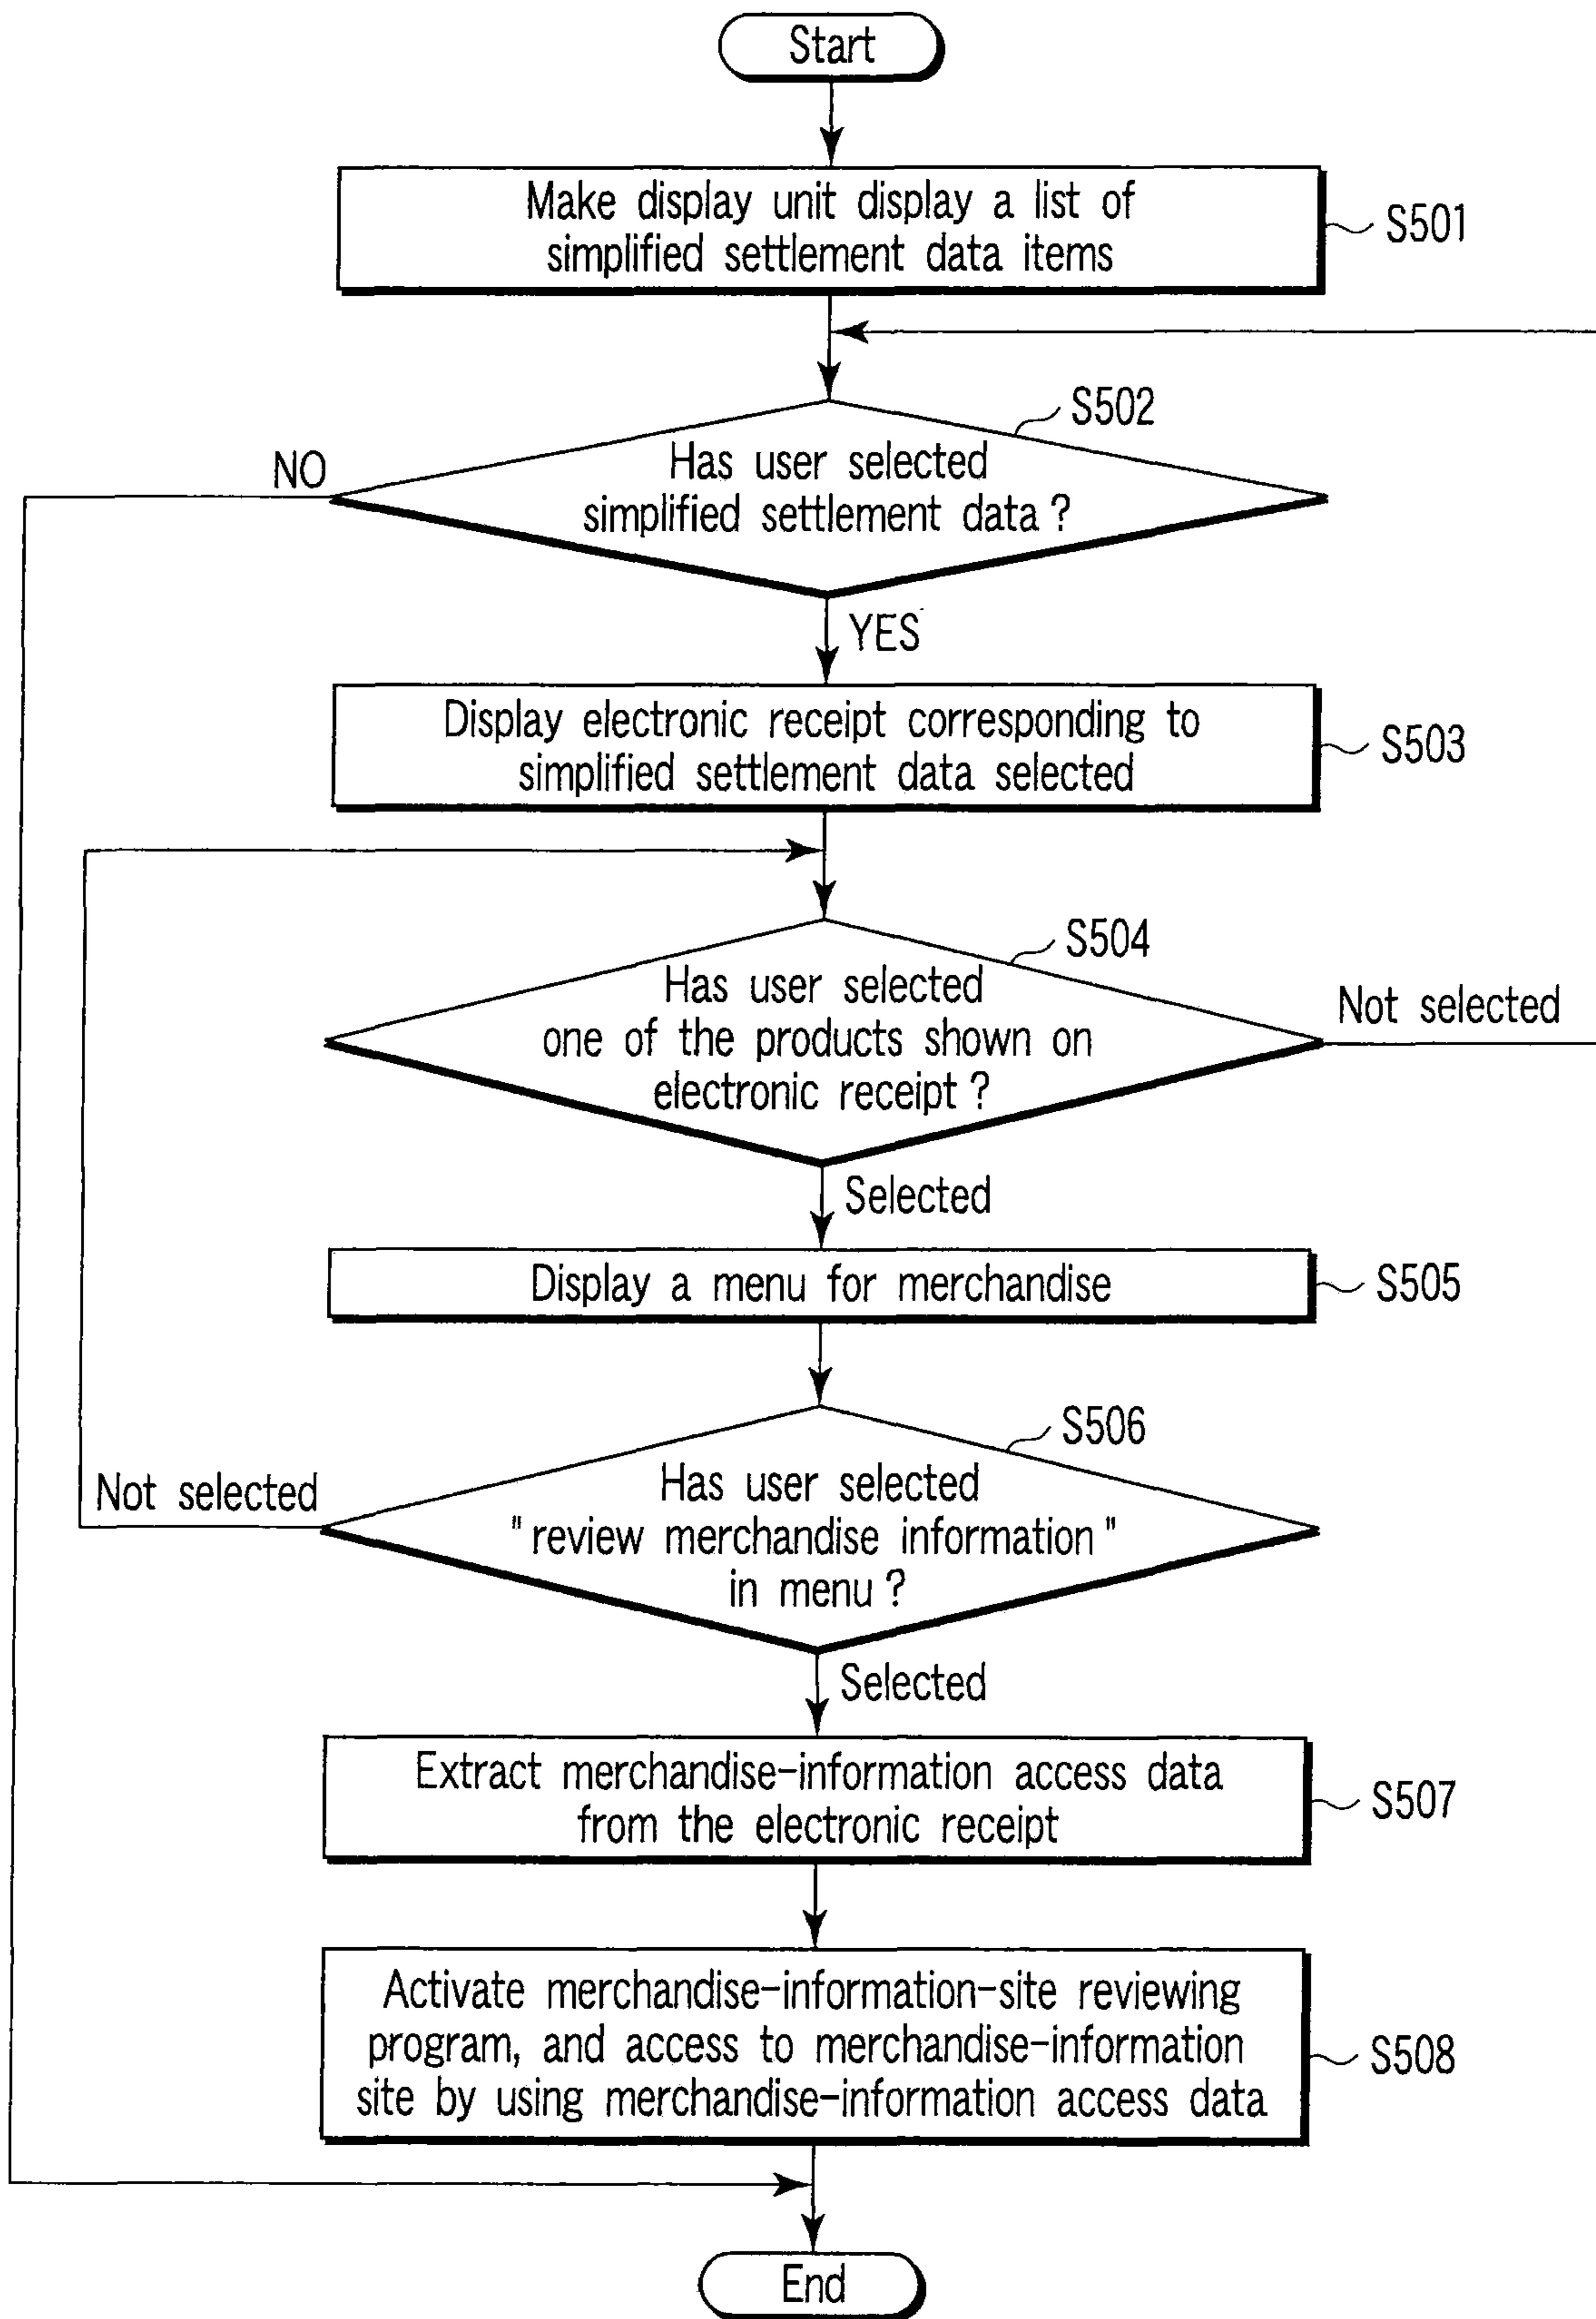 Start
Make display unit display a list of
simplified settlement data items
S501
S502
Has user selected
simplified settlement data ?
NO
YES
Display electronic receipt corresponding to
simplified settlement data selected
S503
S504
Has user selected
one of the products shown on
electronic receipt ?
Not selected
Selected
Display a menu for merchandise
S505
S506
Has user selected
"review merchandise information"
in menu ?
Not selected
Selected
Extract merchandise-information access data
from the electronic receipt
S507
Activate merchandise-information-site reviewing
program, and access to merchandise-information
site by using merchandise-information access data
S508
End